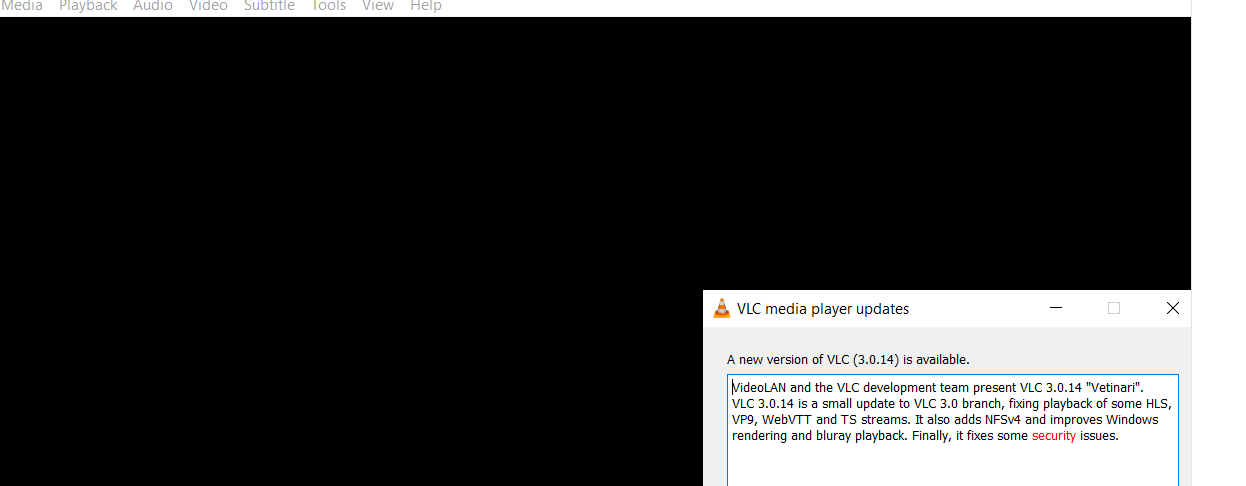 Media Playback Audio Video Subtitle Tools View Help
VLC media player updates
A new version of VLC (3.0.14) is available.
VideoLAN and the VLC development team present VLC 3.0.14 "Vetinari".
VLC 3.0.14 is a small update to VLC 3.0 branch, fixing playback of some HLS,
VP9, WebVTT and TS streams. It also adds NFSv4 and improves Windows
rendering and bluray playback. Finally, it fixes some security issues.